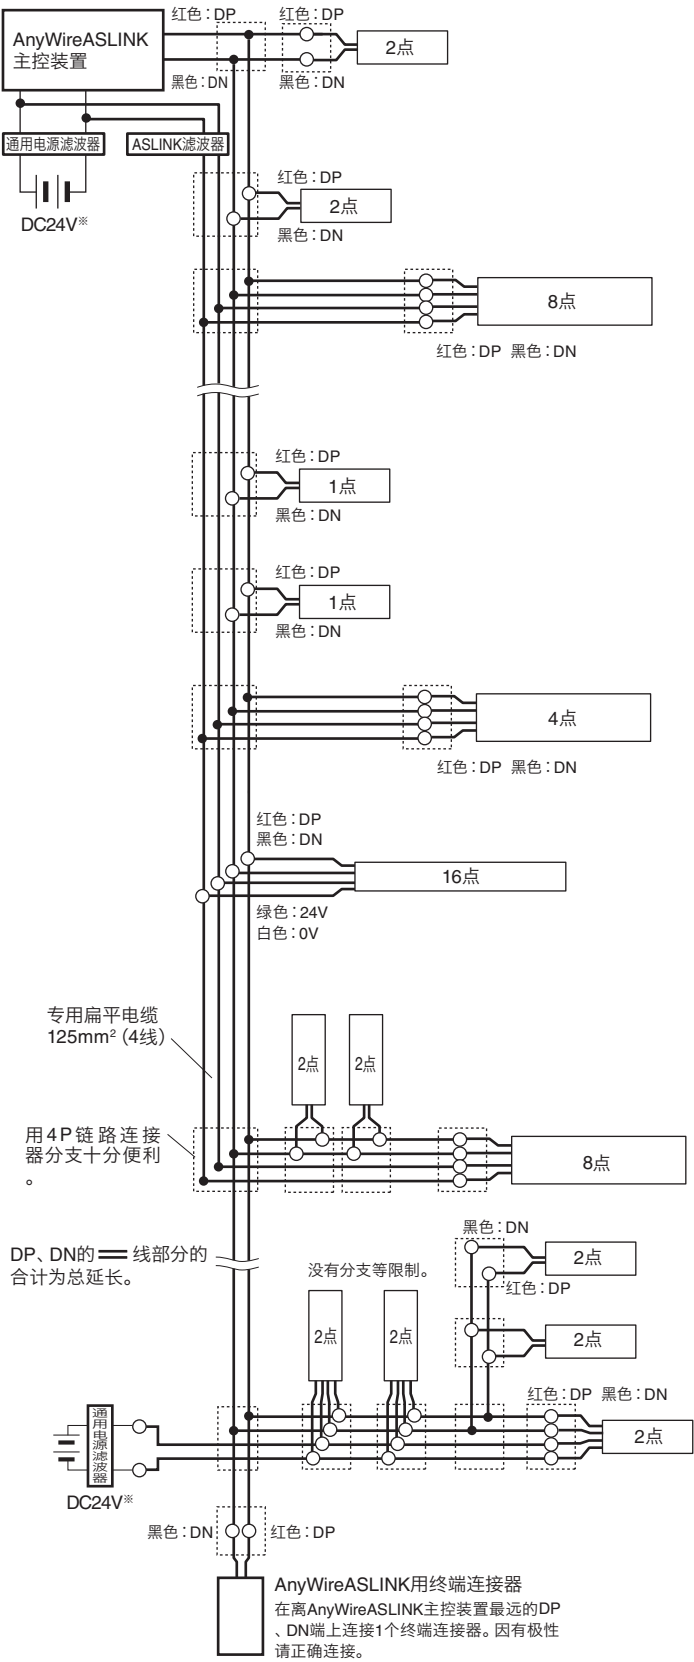 红色:DP 红色:DP
AnyWireASLINK
主控装置
2点
黑色:DN 黑色:DN
通用电源滤波器 ASLINK滤波器
DC24V※
红色:DP
2点
黑色:DN
8点
红色:DP 黑色:DN
红色:DP
1点
黑色:DN
红色:DP
1点
黑色:DN
4点
红色:DP 黑色:DN
红色:DP
黑色:DN
16点
绿色:24V
白色:0V
专用扁平电缆
125mm²(4线)
2点 2点
用4P链路连接
器分支十分便利
。
8点
DP、DN的 线部分的
合计为总延长。
没有分支等限制。
黑色:DN
2点
红色:DP
2点 2点
2点
红色:DP 黑色:DN
通用电源滤波器
2点
DC24V※
黑色:DN 红色:DP
AnyWireASLINK用终端连接器
在离AnyWireASLINK主控装置最远的DP
、DN端上连接1个终端连接器。因有极性
请正确连接。